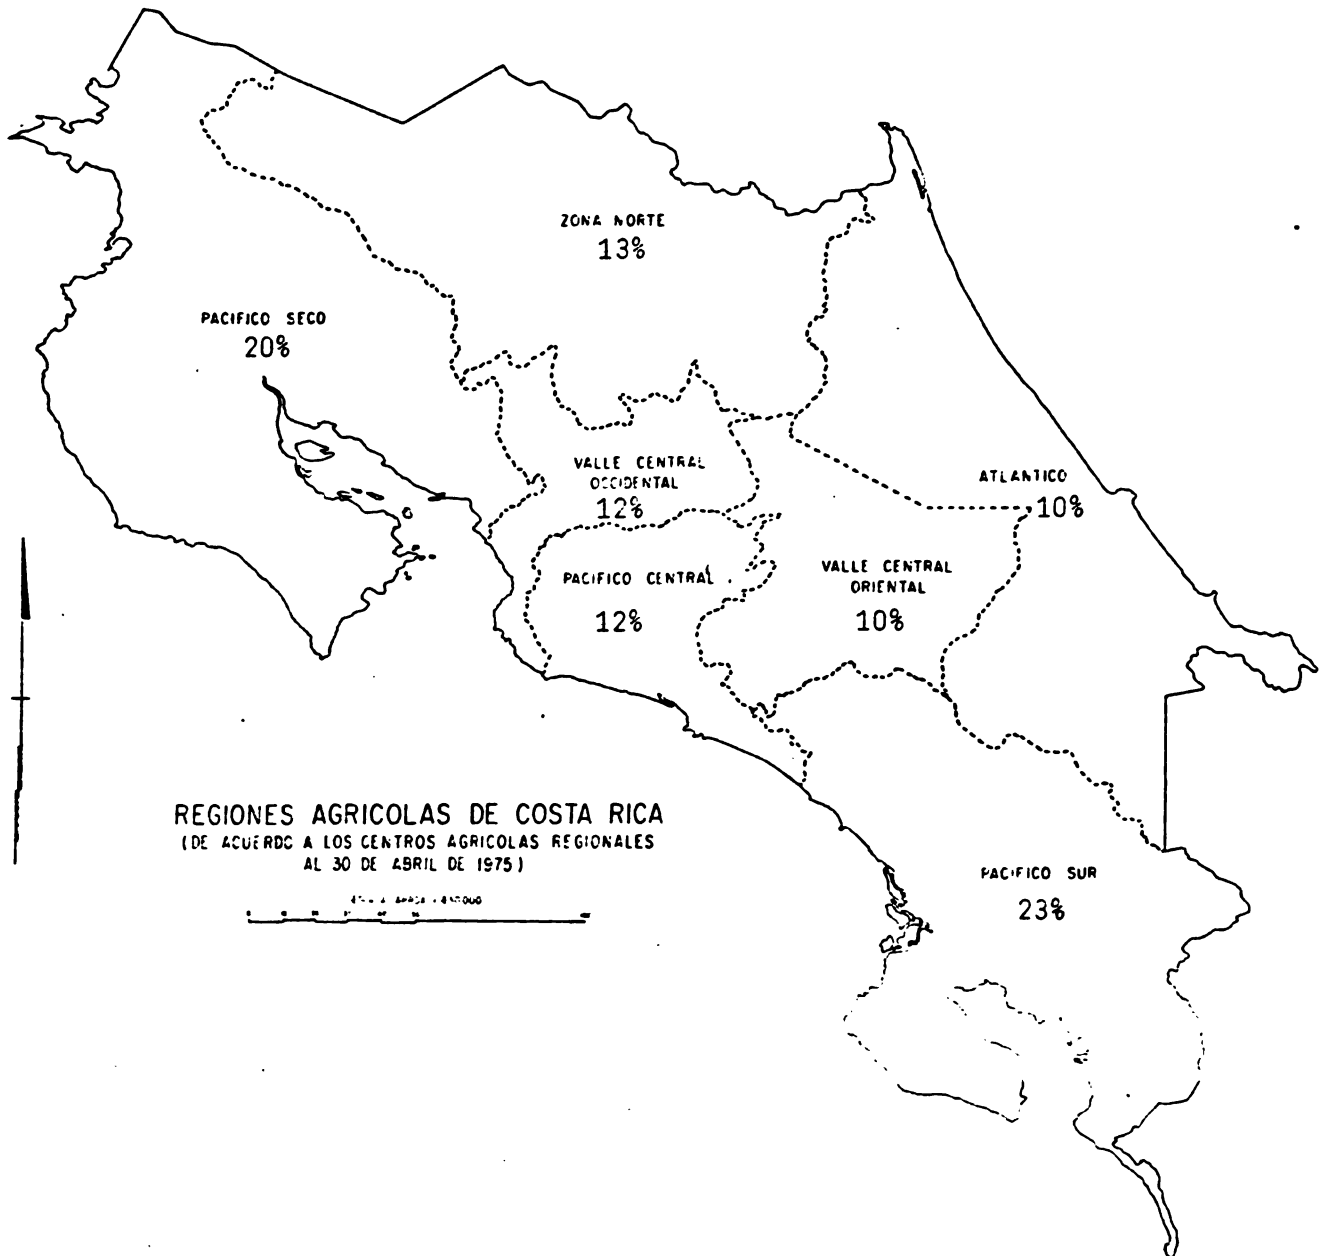 ZONA NORTE
13%
PACIFICO SECO
20%
VALLE CENTRAL
OCCIDENTAL
12%
ATLANTICO
10%
PACIFICO CENTRAL
12%
VALLE CENTRAL
ORIENTAL
10%
REGIONES AGRICOLAS DE COSTA RICA
(DE ACUERDO A LOS CENTROS AGRICOLAS REGIONALES
AL 30 DE ABRIL DE 1975)
PACIFICO SUR
23%